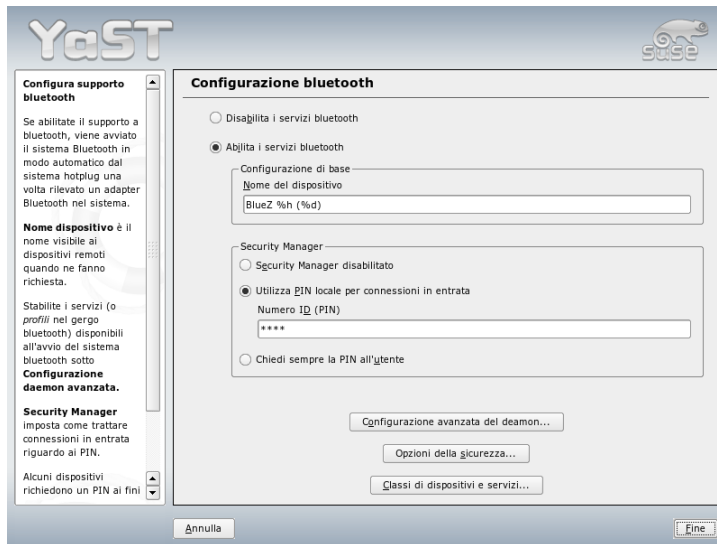 YaST
SUSE
Configura supporto
bluetooth
Se abilitate il supporto a
bluetooth, viene avviato
il sistema Bluetooth in
modo automatico dal
sistema hotplug una
volta rilevato un adapter
Bluetooth nel sistema.
Nome dispositivo è il
nome visibile ai
dispositivi remoti
quando ne fanno
richiesta.
Stabilite i servizi (o
profili nel gergo
bluetooth) disponibili
all'avvio del sistema
bluetooth sotto
Configurazione
daemon avanzata.
Security Manager
imposta come trattare
connessioni in entrata
riguardo ai PIN.
Alcuni dispositivi
richiedono un PIN ai fini
Configurazione bluetooth
Disabilita i servizi bluetooth
Abilita i servizi bluetooth
Configurazione di base
Nome del dispositivo
BlueZ %h (%d)
Security Manager
Security Manager disabilitato
Utilizza PIN locale per connessioni in entrata
Numero ID (PIN)
****
Chiedi sempre la PIN all'utente
Configurazione avanzata del deamon...
Opzioni della sicurezza...
Classi di dispositivi e servizi...
Annulla
Fine